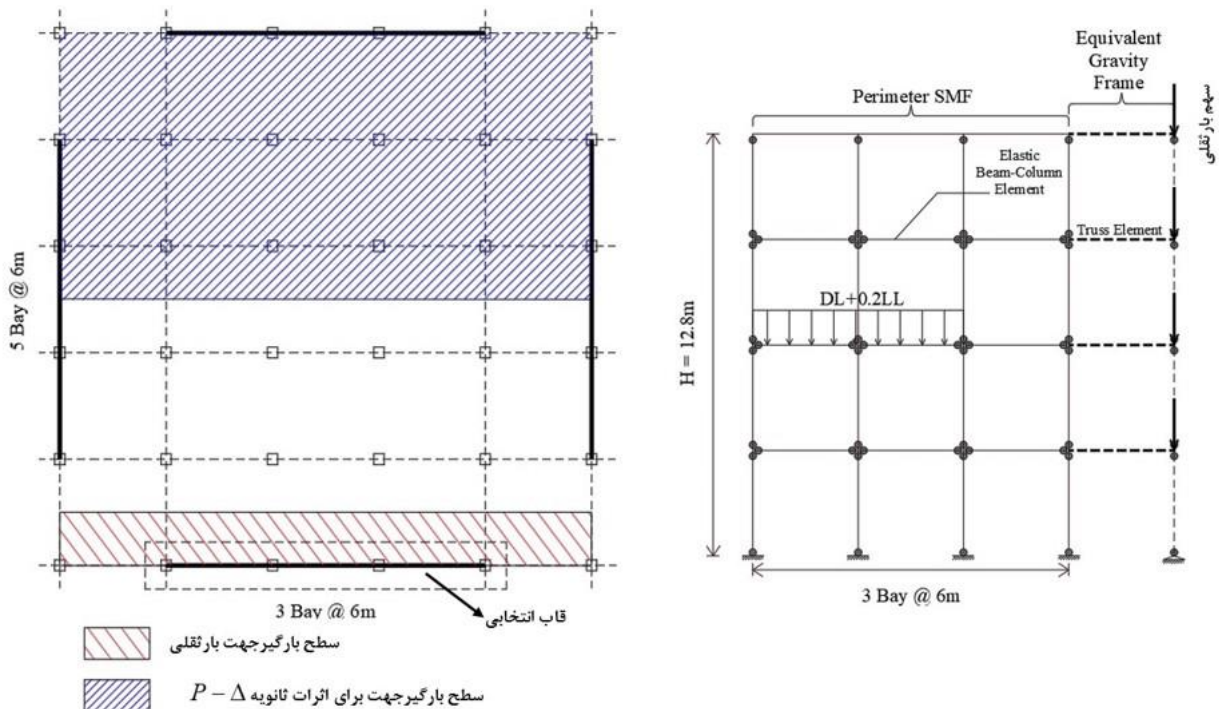 5 Bay @ 6m
3 Bay @ 6m
قاب انتخابی
سطح بارگیرجهت بارثقلی
سطح بارگیرجهت برای اثرات ثانویه P − Δ
Equivalent
Gravity
Frame
Perimeter SMF
سهم بارثقلی
Elastic
Beam-Column
Element
Truss Element
DL+0.2LL
H = 12.8m
3 Bay @ 6m